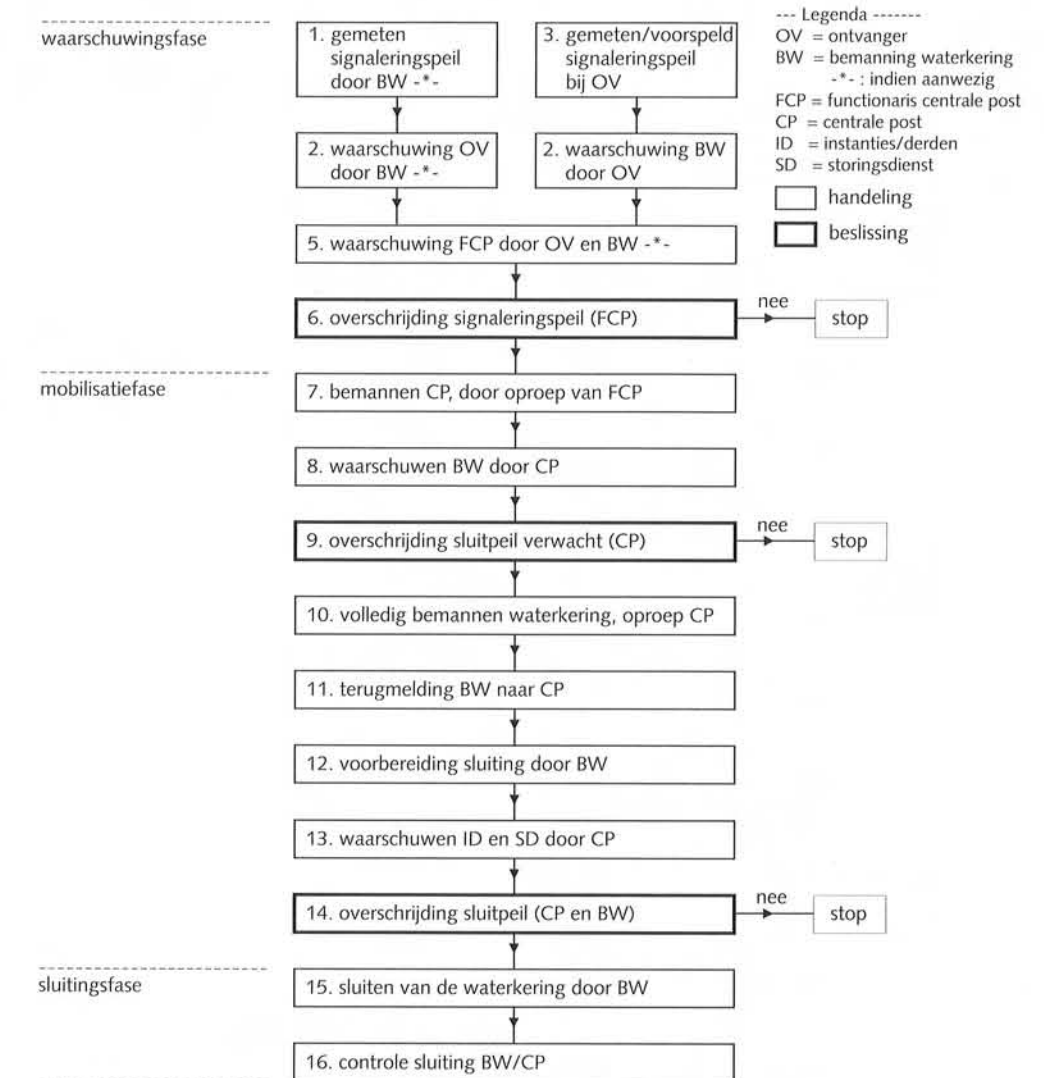 waarschuwingsfase
1. gemeten
signaleringspeil
door BW -*-
3. gemeten/voorspeld
signaleringspeil
bij OV
--- Legenda -------
OV = ontvanger
BW = bemanning waterkering
-*- : indien aanwezig
FCP = functionaris centrale post
CP = centrale post
ID = instanties/derden
SD = storingsdienst
handeling
beslissing
2. waarschuwing OV
door BW -*-
2. waarschuwing BW
door OV
5. waarschuwing FCP door OV en BW -*-
6. overschrijding signaleringspeil (FCP)
nee
stop
mobilisatiefase
7. bemannen CP, door oproep van FCP
8. waarschuwen BW door CP
9. overschrijding sluitpeil verwacht (CP)
nee
stop
10. volledig bemannen waterkering, oproep CP
11. terugmelding BW naar CP
12. voorbereiding sluiting door BW
13. waarschuwen ID en SD door CP
14. overschrijding sluitpeil (CP en BW)
nee
stop
sluitingsfase
15. sluiten van de waterkering door BW
16. controle sluiting BW/CP